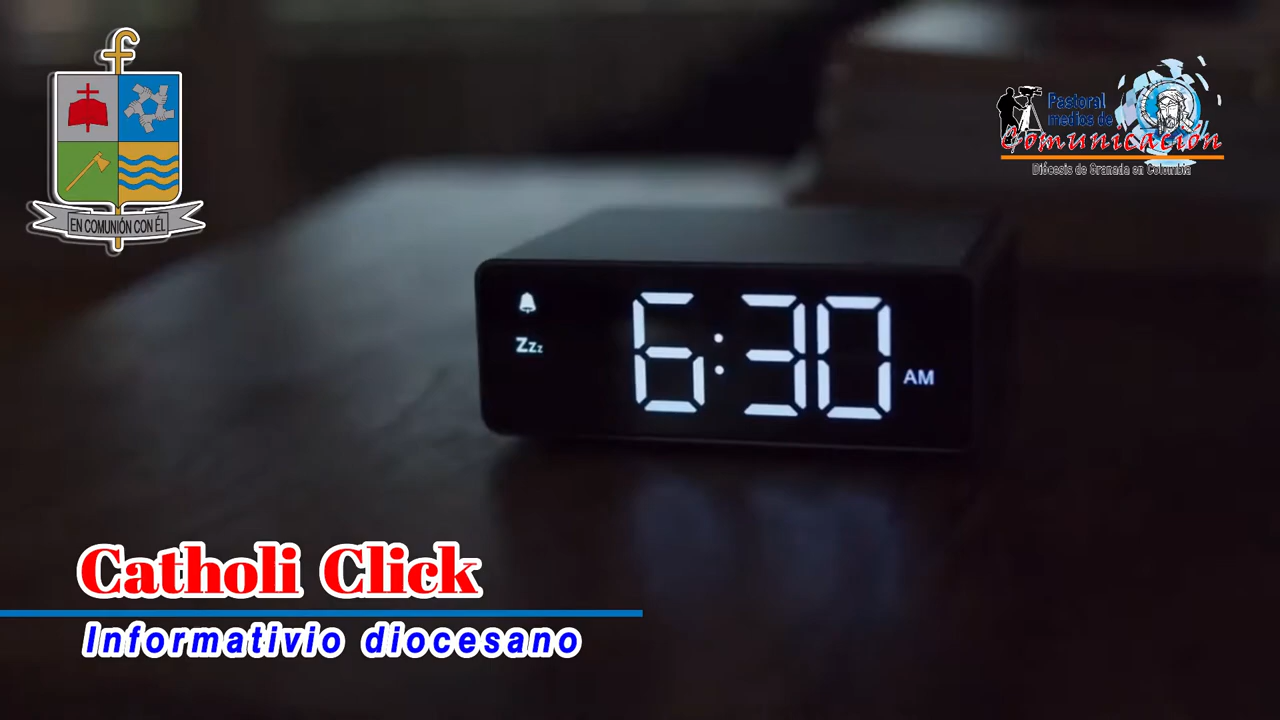 EN COMUNIÓN CON ÉL
Pastoral
medios de
Comunicación
Diócesis de Granada en Colombia
Zzz
6:30
AM
Catholi Click
Informativio diocesano